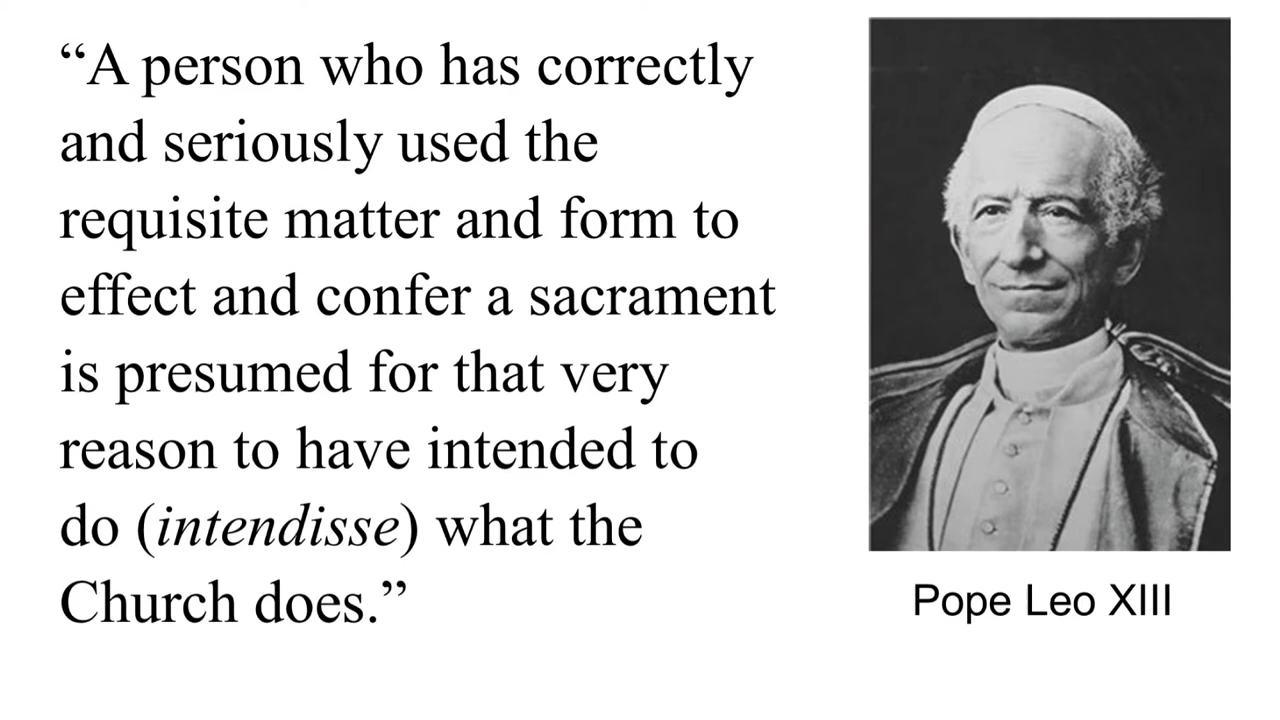 “A person who has correctly
and seriously used the
requisite matter and form to
effect and confer a sacrament
is presumed for that very
reason to have intended to
do (intendisse) what the
Church does.”
Pope Leo XIII